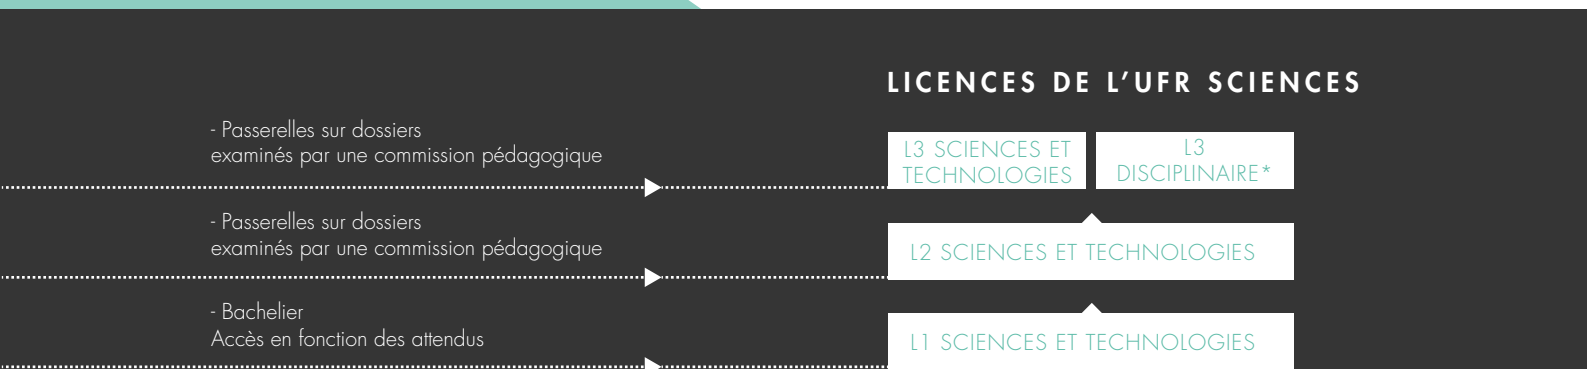 LICENCES DE L'UFR SCIENCES
- Passerelles sur dossiers
examinés par une commission pédagogique
L3 SCIENCES ET
TECHNOLOGIES
L3
DISCIPLINAIRE*
- Passerelles sur dossiers
examinés par une commission pédagogique
L2 SCIENCES ET TECHNOLOGIES
- Bachelier
Accès en fonction des attendus
L1 SCIENCES ET TECHNOLOGIES